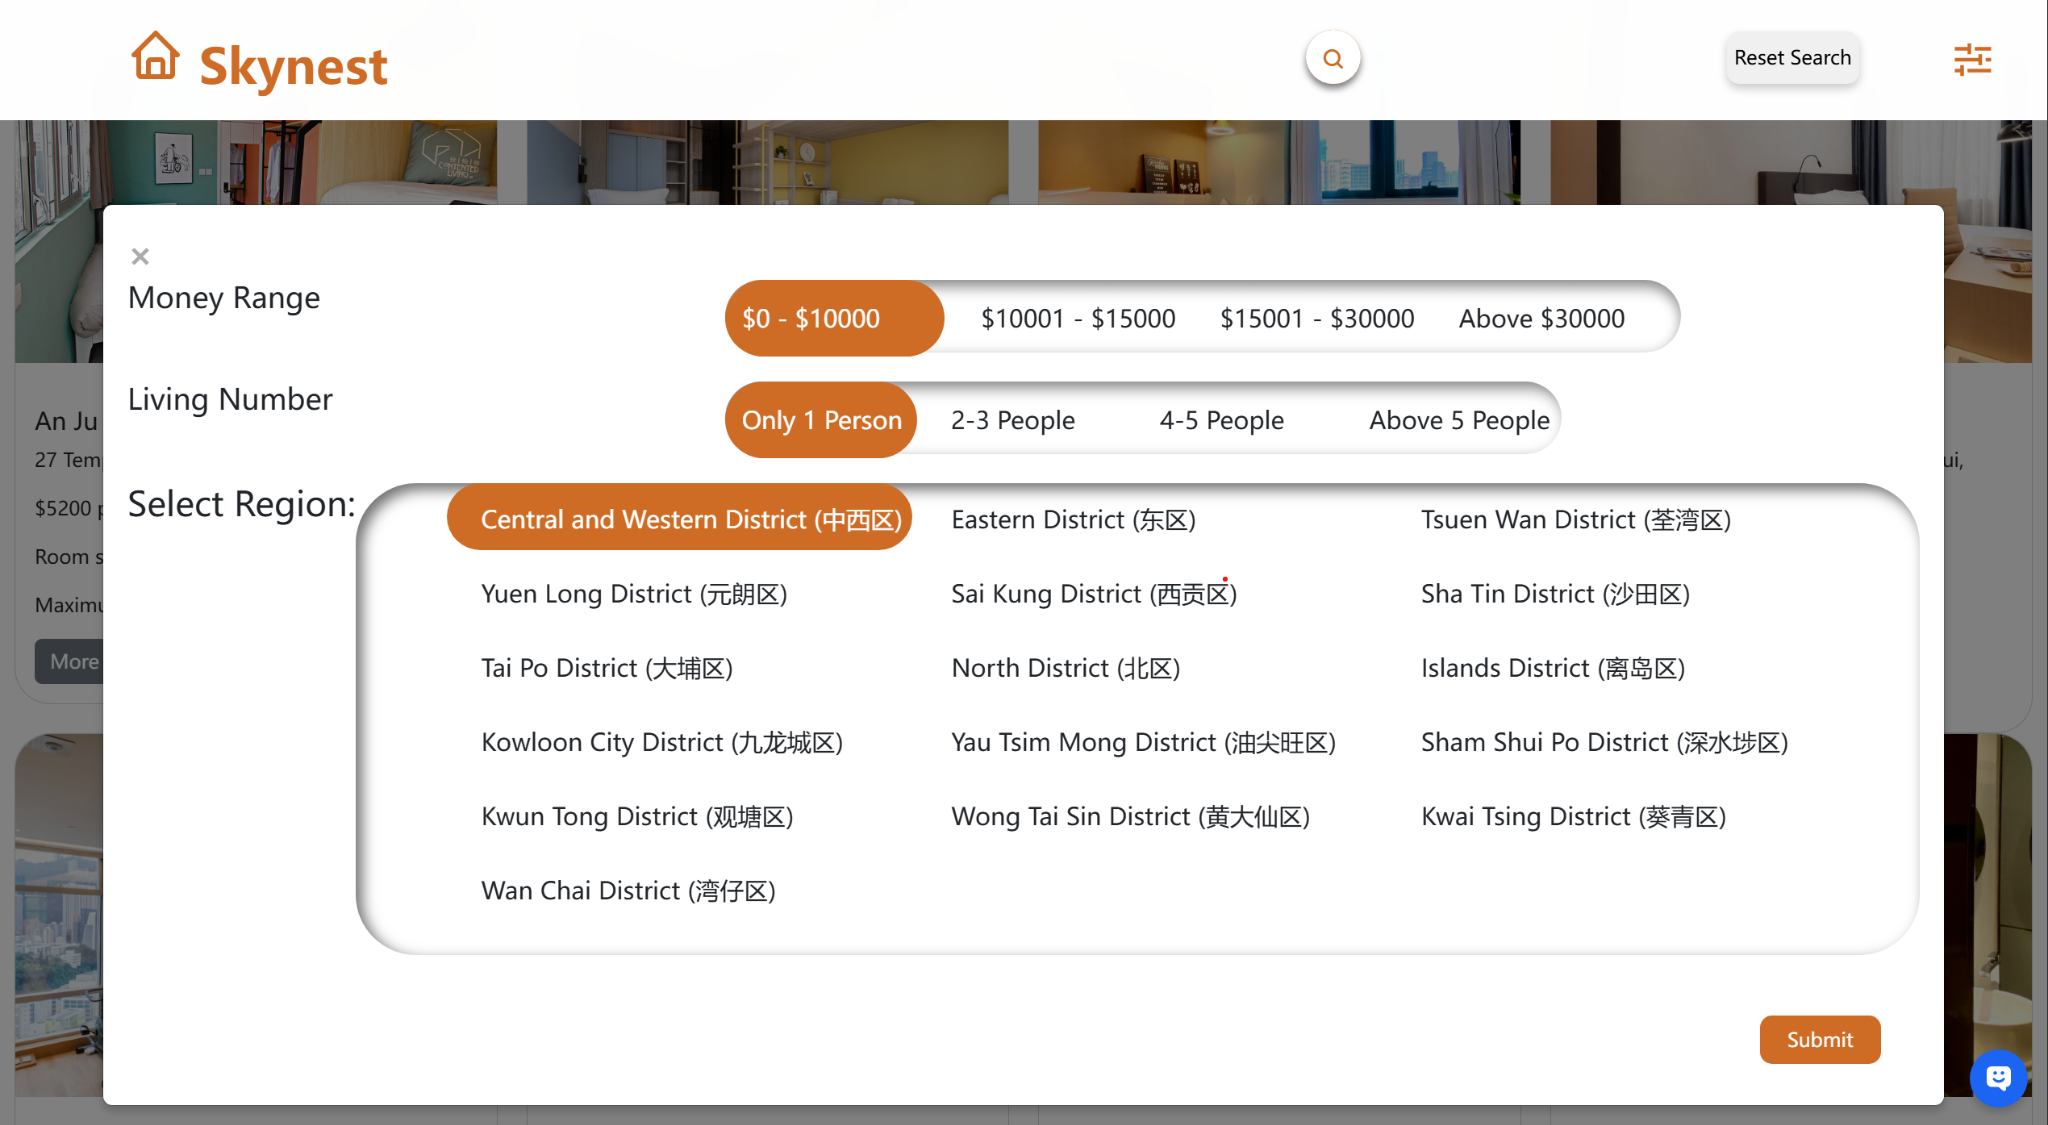 Skynest
Reset Search
CONTENTED
LIVING
×
Money Range
$0 - $10000
$10001 - $15000
$15001 - $30000
Above $30000
Living Number
Only 1 Person
2-3 People
4-5 People
Above 5 People
Select Region:
Central and Western District (中西区)
Eastern District (东区)
Tsuen Wan District (荃湾区)
Yuen Long District (元朗区)
Sai Kung District (西贡区)
Sha Tin District (沙田区)
Tai Po District (大埔区)
North District (北区)
Islands District (离岛区)
Kowloon City District (九龙城区)
Yau Tsim Mong District (油尖旺区)
Sham Shui Po District (深水埗区)
Kwun Tong District (观塘区)
Wong Tai Sin District (黄大仙区)
Kwai Tsing District (葵青区)
Wan Chai District (湾仔区)
Submit
An Ju
27 Tem
ui,
$5200 p
Room s
Maximu
More